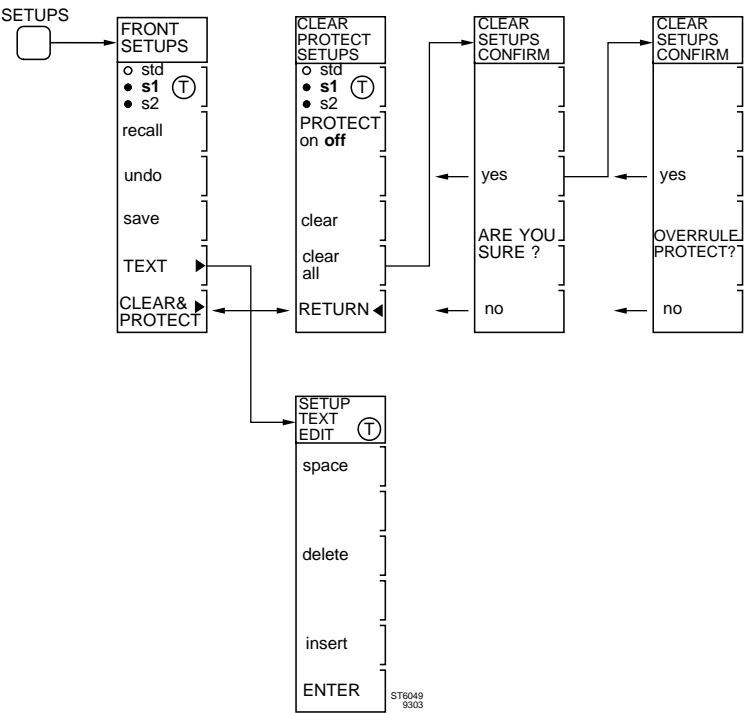 SETUPS
FRONT
SETUPS
std
s1 T
s2
recall
undo
save
TEXT
CLEAR&
PROTECT
CLEAR
PROTECT
SETUPS
std
s1 T
s2
PROTECT
on off
clear
clear
all
RETURN
CLEAR
SETUPS
CONFIRM
yes
ARE YOU
SURE ?
no
CLEAR
SETUPS
CONFIRM
yes
OVERRULE
PROTECT?
no
SETUP
TEXT
EDIT T
space
delete
insert
ENTER
ST6049
9303